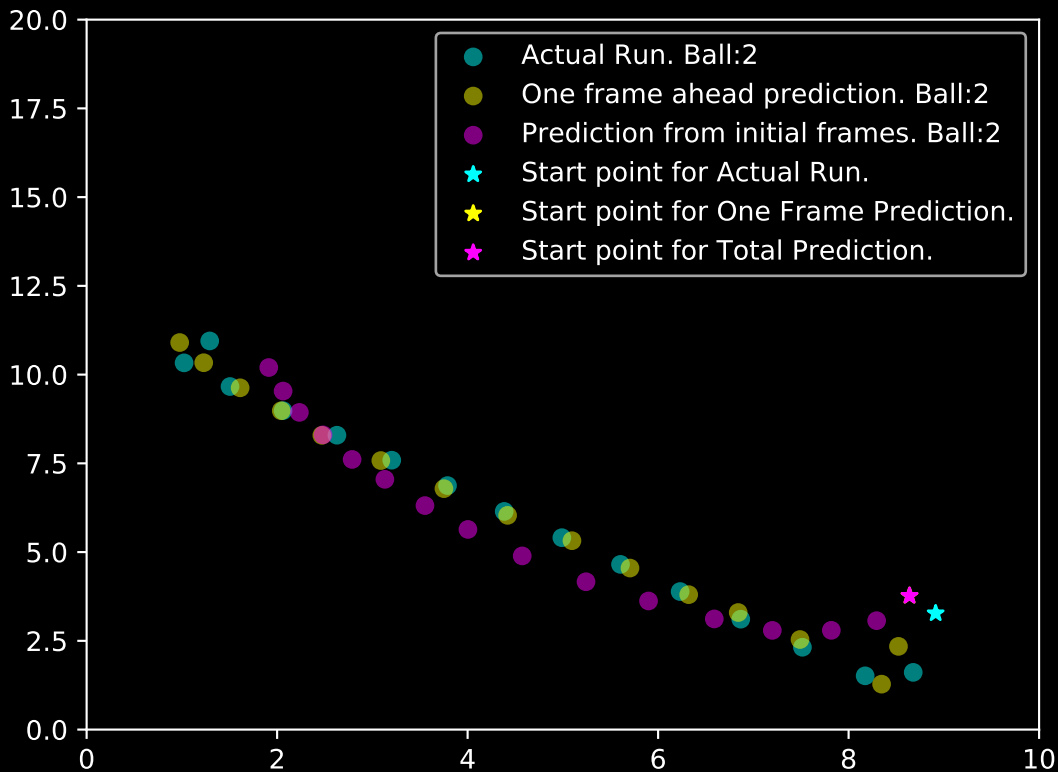 20.0
17.5
15.0
12.5
10.0
7.5
5.0
2.5
0.0
0 2 4 6 8 10
Actual Run. Ball:2
One frame ahead prediction. Ball:2
Prediction from initial frames. Ball:2
Start point for Actual Run.
Start point for One Frame Prediction.
Start point for Total Prediction.